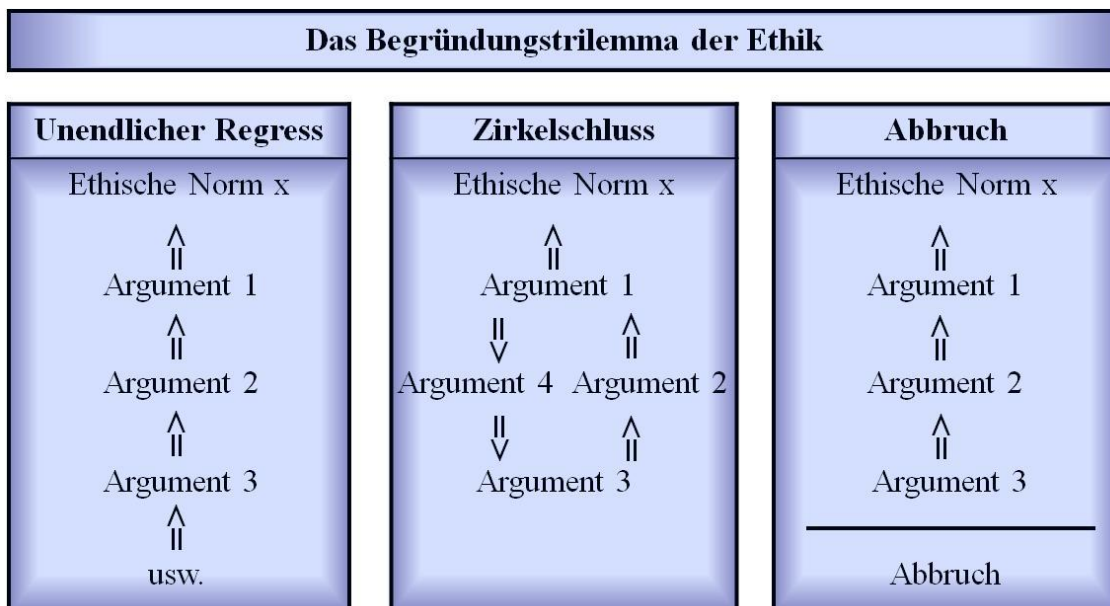 Das Begründungstrilemma der Ethik
Unendlicher Regress
Ethische Norm x
Argument 1
Argument 2
Argument 3
usw.
Zirkelschluss
Ethische Norm x
Argument 1
Argument 4 Argument 2
Argument 3
Abbruch
Ethische Norm x
Argument 1
Argument 2
Argument 3
Abbruch